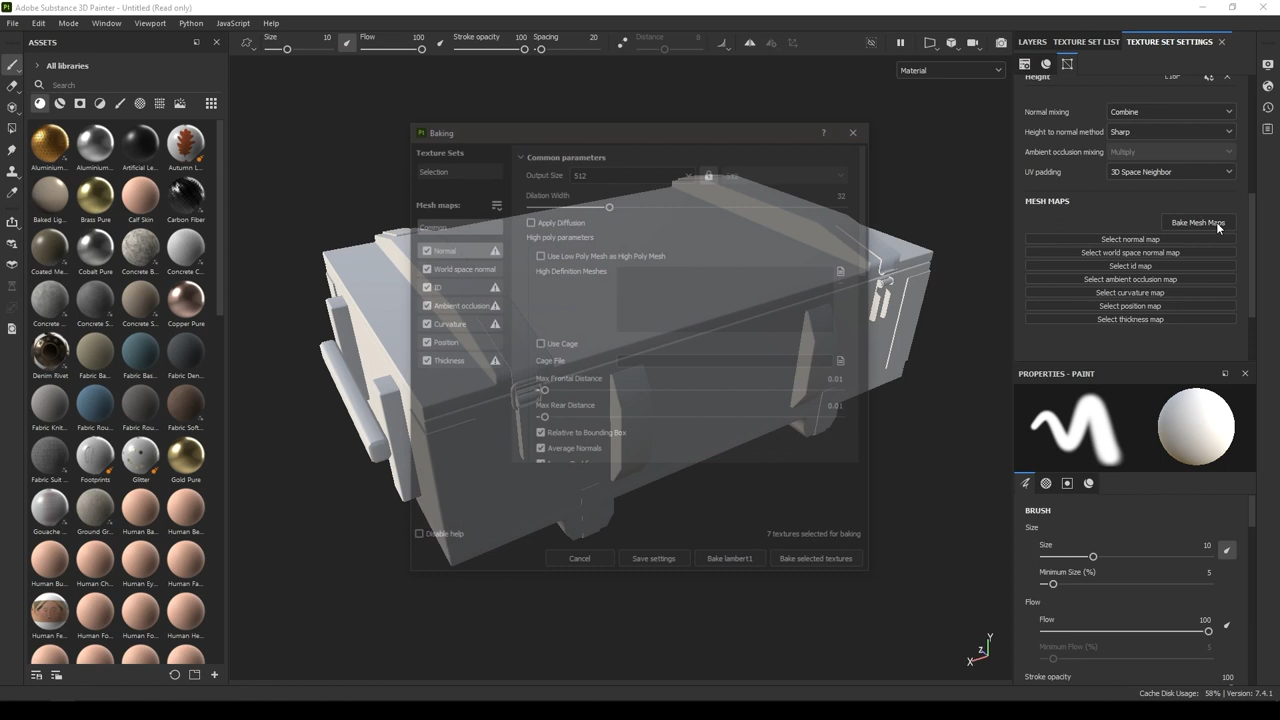 Adobe Substance 3D Painter - Untitled (Read only)
File Edit Mode Window Viewport Python JavaScript Help
ASSETS
All libraries
Search
Aluminium... Aluminium... Artificial Le... Autumn L...
Baked Lig... Brass Pure Calf Skin Carbon Fiber
Coated Me... Cobalt Pure Concrete B... Concrete C...
Concrete ... Concrete S... Concrete S... Copper Pure
Denim Rivet Fabric Ba... Fabric Bas... Fabric Den...
Fabric Knit... Fabric Rou... Fabric Rou... Fabric Soft...
Fabric Suit ... Footprints Glitter Gold Pure
Gouache ... Ground Gr... Human Ba... Human Be...
Human Bu... Human Ch... Human Ey... Human Fa...
Human Fe... Human Fo... Human Fo... Human He...
Size 10 Flow 100 Stroke opacity 100 Spacing 20 Distance 8
Material
Baking
Texture Sets
Selection
Mesh maps:
Common
Normal
World space normal
ID
Ambient occlusion
Curvature
Position
Thickness
Common parameters
Output Size 512
Dilation Width 32
Apply Diffusion
High poly parameters
Use Low Poly Mesh as High Poly Mesh
High Definition Meshes
Use Cage
Cage File
Max Frontal Distance 0.01
Max Rear Distance 0.01
Relative to Bounding Box
Average Normals
Disable help
7 textures selected for baking
Cancel Save settings Bake lambert1 Bake selected textures
Y
Z
X
LAYERS TEXTURE SET LIST TEXTURE SET SETTINGS
Height L16F
Normal mixing Combine
Height to normal method Sharp
Ambient occlusion mixing Multiply
UV padding 3D Space Neighbor
MESH MAPS
Bake Mesh Maps
Select normal map
Select world space normal map
Select id map
Select ambient occlusion map
Select curvature map
Select position map
Select thickness map
PROPERTIES - PAINT
BRUSH
Size
Size 10
Minimum Size (%) 5
Flow
Flow 100
Minimum Flow (%) 5
Stroke opacity 100
Cache Disk Usage: 58% | Version: 7.4.1